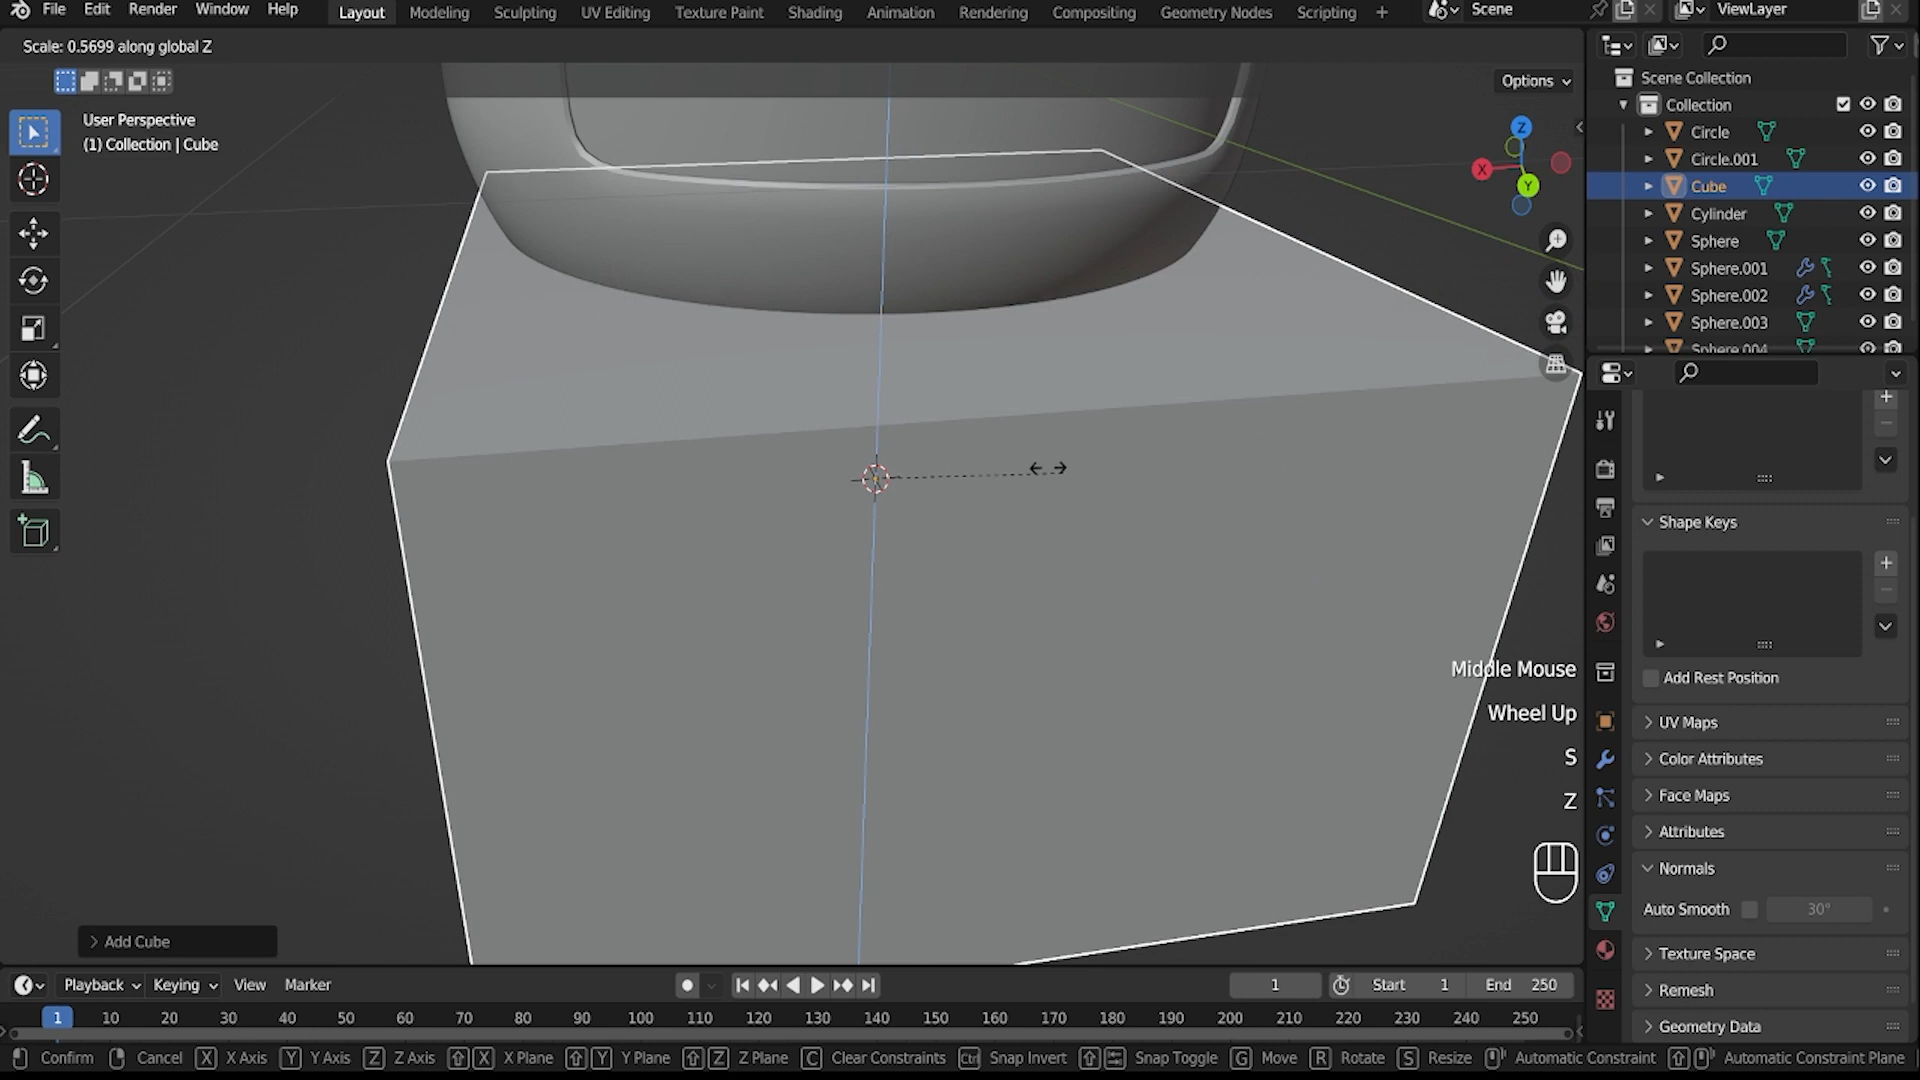 File Edit Render Window Help Layout Modeling Sculpting UV Editing Texture Paint Shading Animation Rendering Compositing Geometry Nodes Scripting + Scene ViewLayer
Scale: 0.5699 along global Z
Options
User Perspective
(1) Collection | Cube
Z
X
Y
Scene Collection
Collection
Circle
Circle.001
Cube
Cylinder
Sphere
Sphere.001
Sphere.002
Sphere.003
Sphere.004
Shape Keys
Add Rest Position
UV Maps
Color Attributes
Face Maps
Attributes
Normals
Auto Smooth 30°
Texture Space
Remesh
Geometry Data
Middle Mouse
Wheel Up
S
Z
Add Cube
Playback Keying View Marker 1 Start 1 End 250
1 10 20 30 40 50 60 70 80 90 100 110 120 130 140 150 160 170 180 190 200 210 220 230 240 250
Confirm Cancel X X Axis Y Y Axis Z Z Axis X X Plane Y Y Plane Z Z Plane C Clear Constraints Ctrl Snap Invert Snap Toggle G Move R Rotate S Resize Automatic Constraint Automatic Constraint Plane